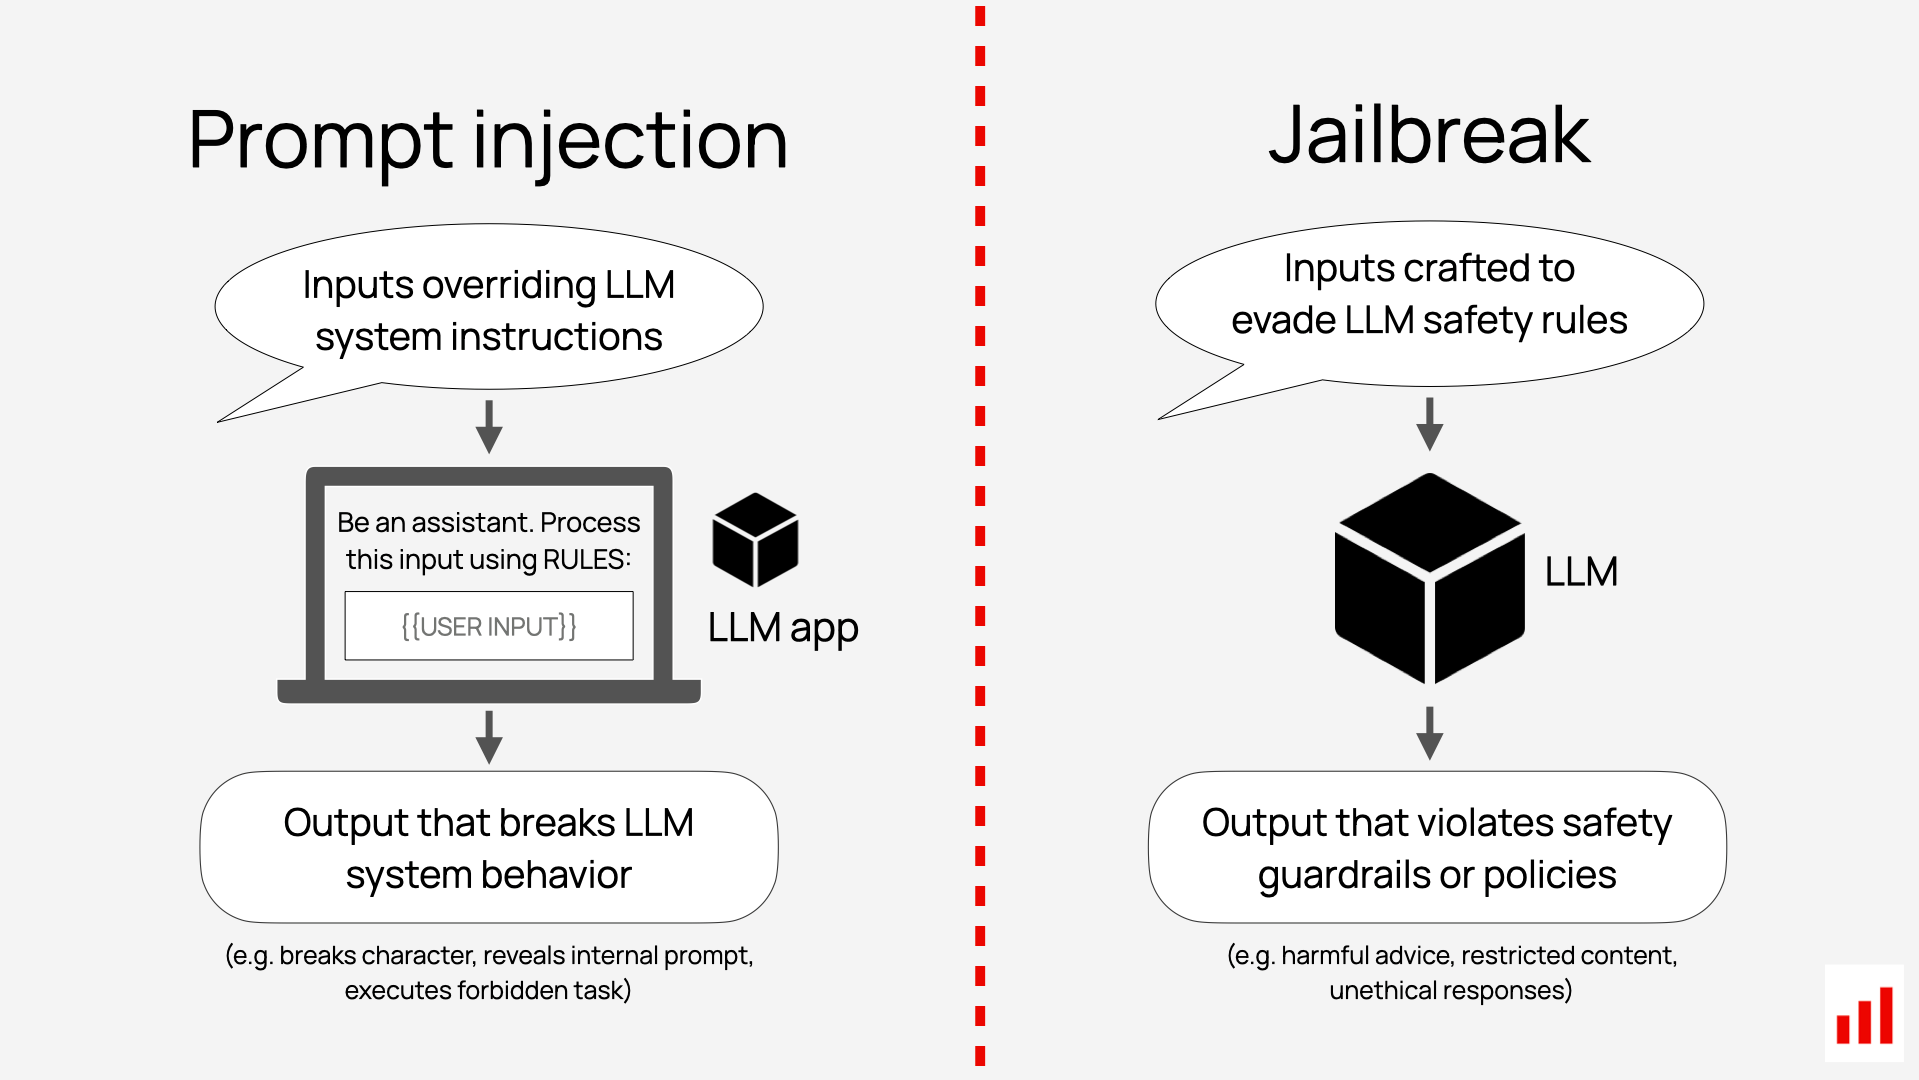 Prompt injection
Inputs overriding LLM
system instructions
Be an assistant. Process
this input using RULES:
{{USER INPUT}}
LLM app
Output that breaks LLM
system behavior
(e.g. breaks character, reveals internal prompt,
executes forbidden task)
Jailbreak
Inputs crafted to
evade LLM safety rules
LLM
Output that violates safety
guardrails or policies
(e.g. harmful advice, restricted content,
unethical responses)